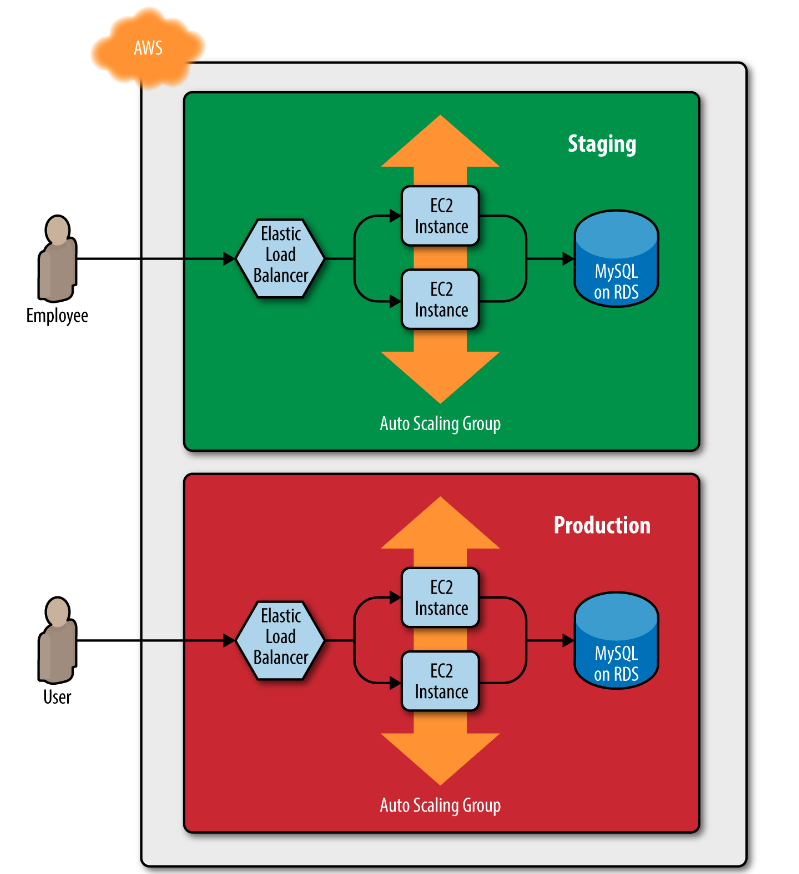 AWS
Staging
Elastic
Load
Balancer
EC2
Instance
EC2
Instance
MySQL
on RDS
Employee
Auto Scaling Group
Production
Elastic
Load
Balancer
EC2
Instance
EC2
Instance
MySQL
on RDS
User
Auto Scaling Group